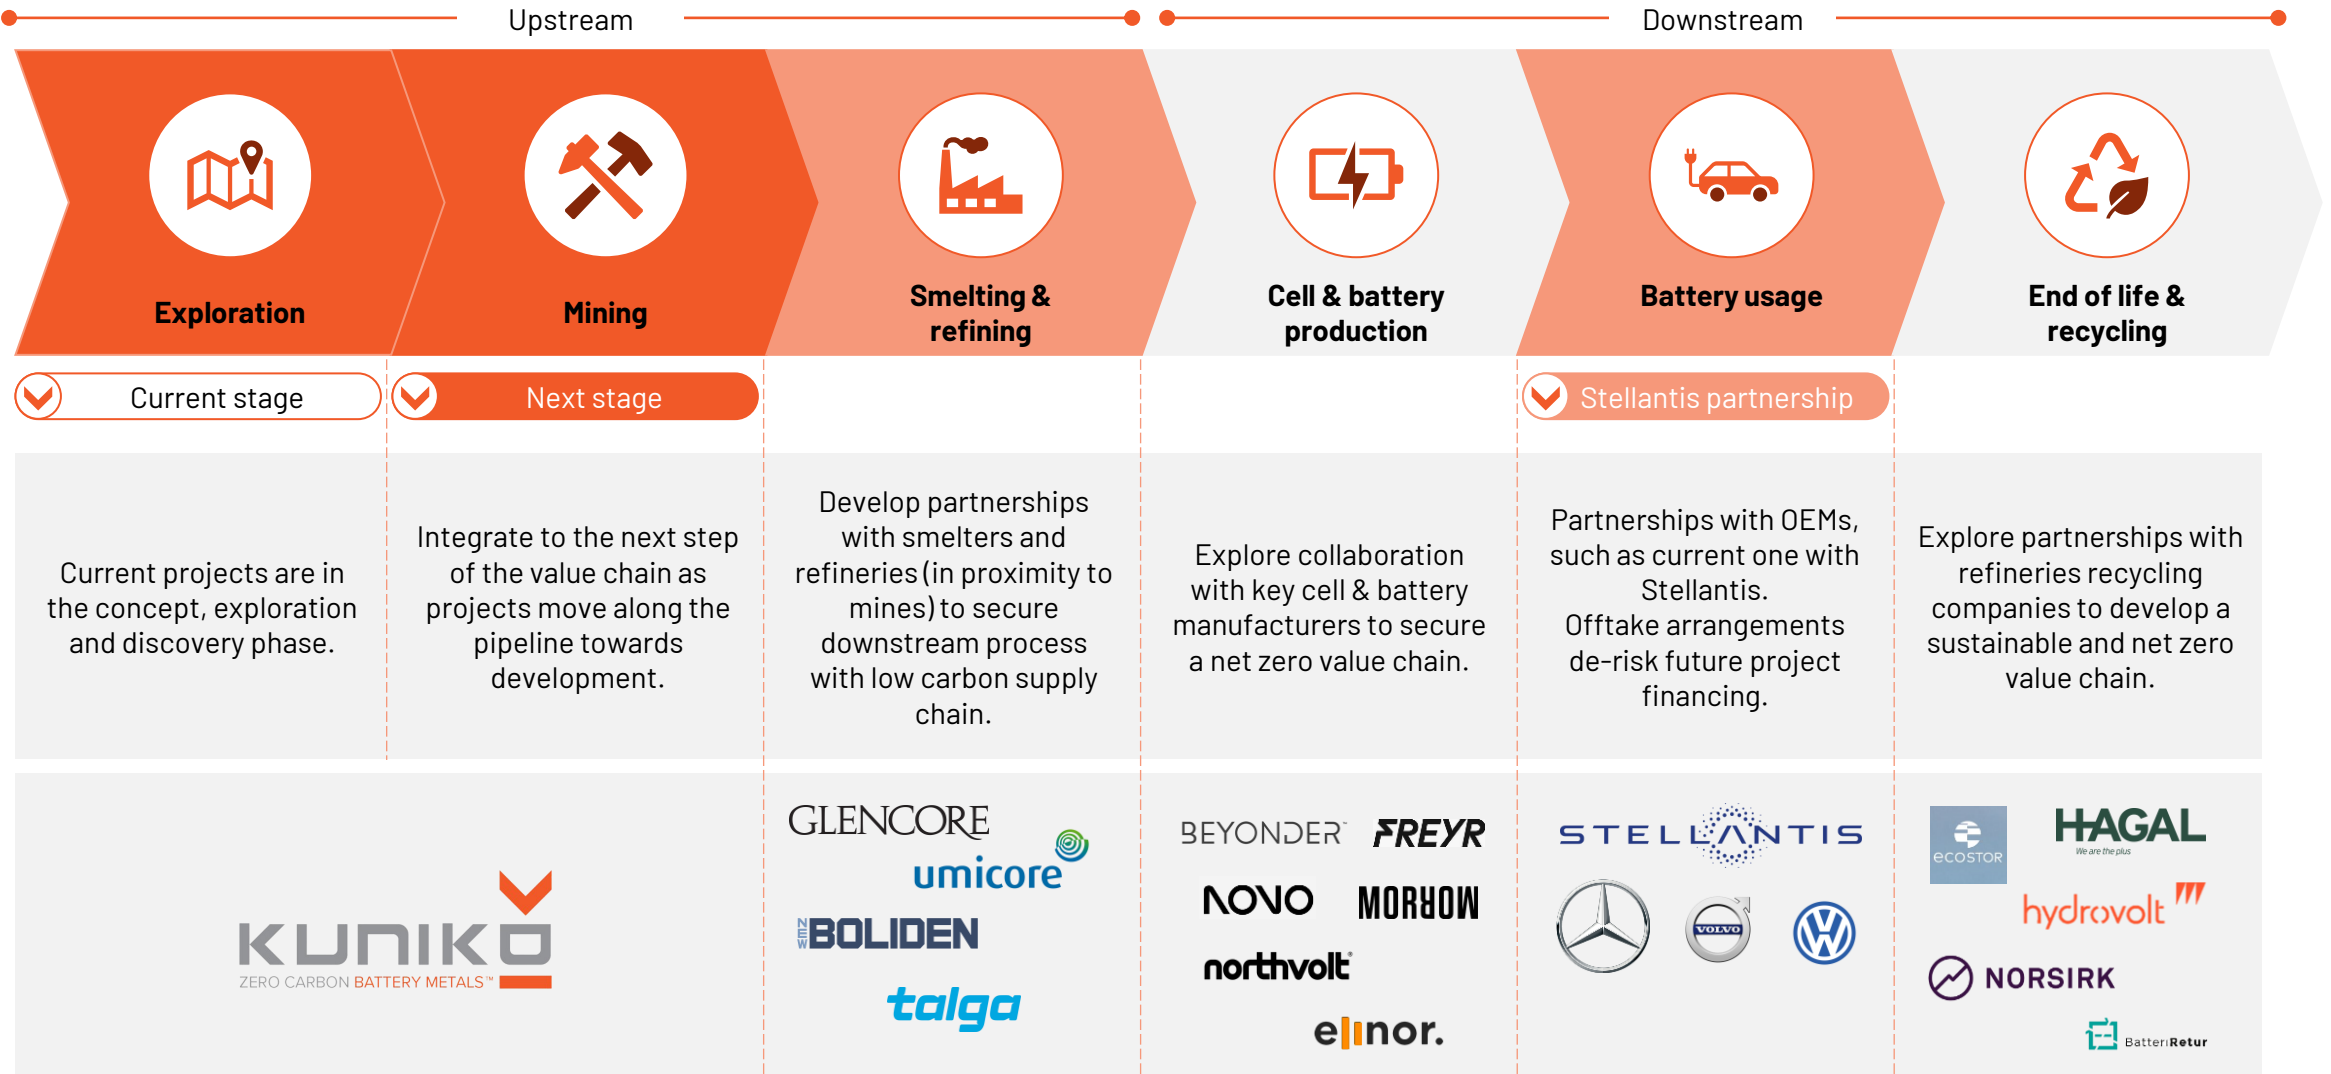 Upstream
Downstream
Exploration
Mining
Smelting &
refining
Cell & battery
production
Battery usage
End of life &
recycling
Current stage
Next stage
Stellantis partnership
Current projects are in
the concept, exploration
and discovery phase.
Integrate to the next step
of the value chain as
projects move along the
pipeline towards
development.
Develop partnerships
with smelters and
refineries (in proximity to
mines) to secure
downstream process
with low carbon supply
chain.
Explore collaboration
with key cell & battery
manufacturers to secure
a net zero value chain.
Partnerships with OEMs,
such as current one with
Stellantis.
Offtake arrangements
de-risk future project
financing.
Explore partnerships with
refineries recycling
companies to develop a
sustainable and net zero
value chain.
KUNIKO
ZERO CARBON BATTERY METALS™
GLENCORE
umicore
NEW BOLIDEN
talga
BEYONDER™
FREYR
NOVO
MORROW
northvolt
elinor.
STELLANTIS
VOLVO
VW
ecoSTOR
HAGAL
We are the plus
hydrovolt
NORSIRK
BatteriRetur